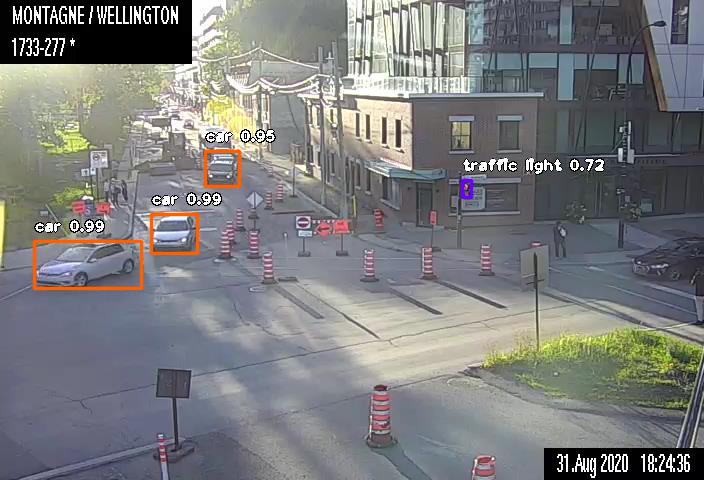 MONTAGNE / WELLINGTON
1733-277 *
car 0.95
traffic light 0.72
car 0.99
car 0.99
31.Aug 2020 18:24:36